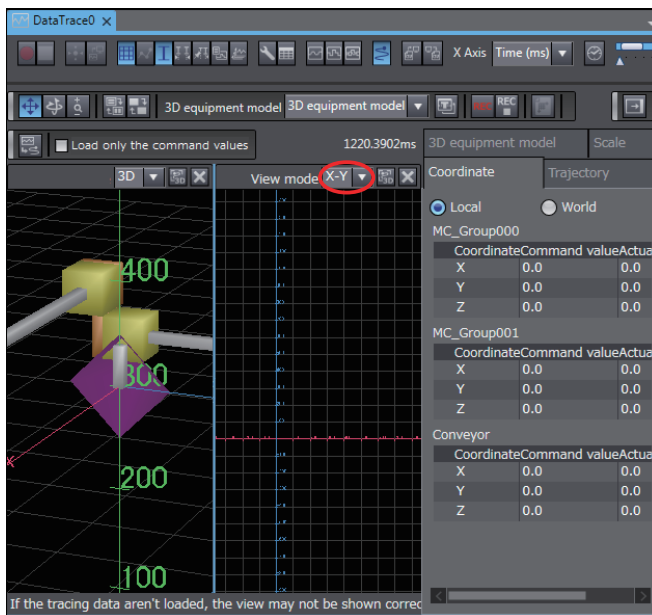 DataTrace0
X Axis Time (ms)
3D equipment model 3D equipment model REC
Load only the command values 1220.3902ms
3D equipment model Scale
3D View mode X-Y
Coordinate Trajectory
Local World
MC_Group000
Coordinate Command value Actua
X 0.0 0.0
Y 0.0 0.0
Z 0.0 0.0
MC_Group001
Coordinate Command value Actua
X 0.0 0.0
Y 0.0 0.0
Z 0.0 0.0
Conveyor
Coordinate Command value Actua
X 0.0 0.0
Y 0.0 0.0
Z 0.0 0.0
400
300
X
200
100
If the tracing data aren't loaded, the view may not be shown correc